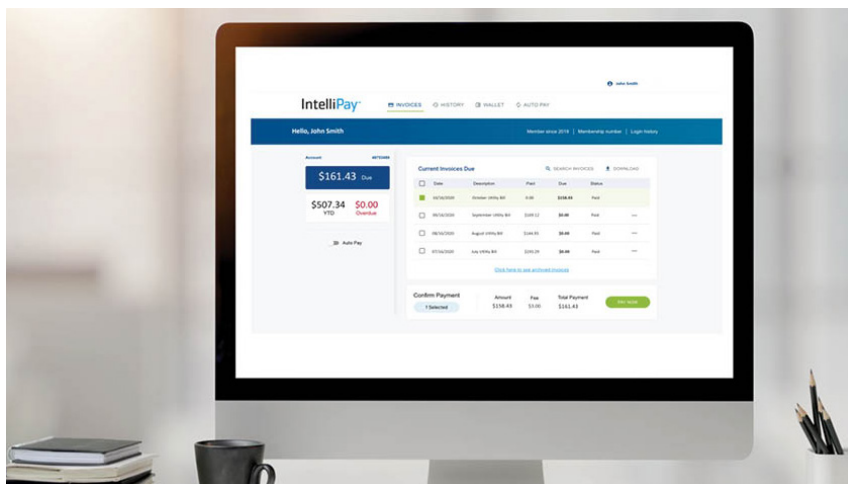 John Smith
IntelliPay INVOICES HISTORY WALLET AUTO PAY
Hello, John Smith Member since 2019 | Membership number | Login history
Account
$161.43 Due
$507.34 $0.00
YTD Overdue
Auto Pay
Current Invoices Due SEARCH INVOICES DOWNLOAD
Date Description Paid Due Status
October Utility Bill 0.00 $158.43 Paid
September Utility Bill $0.00 Paid
August Utility Bill $0.00 Paid
July Utility Bill $0.00 Paid
Click here to see archived invoices
Confirm Payment Amount Fee Total Payment
1 Selected $158.43 $3.00 $161.43 PAY NOW